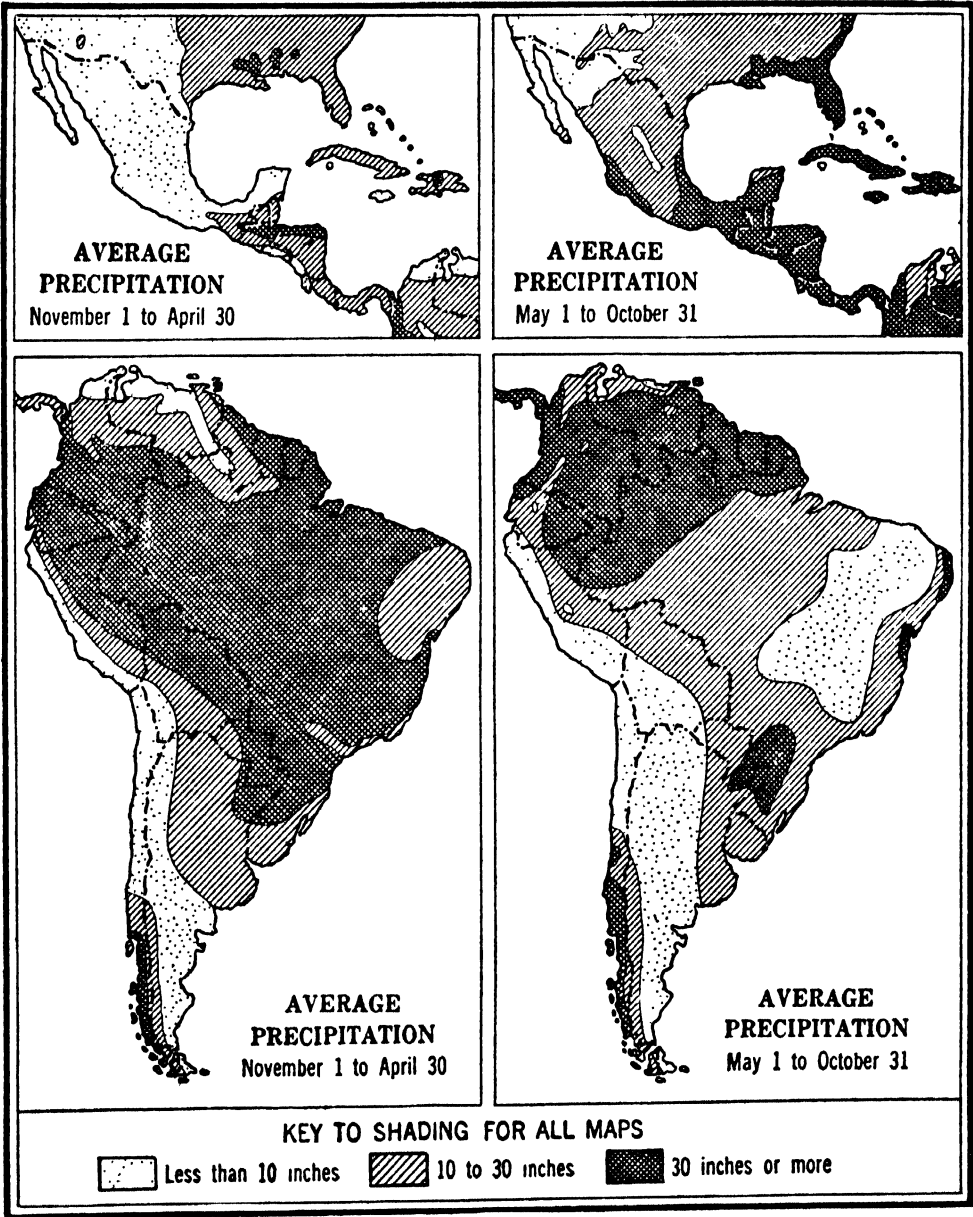 AVERAGE
PRECIPITATION
November 1 to April 30
AVERAGE
PRECIPITATION
May 1 to October 31
AVERAGE
PRECIPITATION
November 1 to April 30
AVERAGE
PRECIPITATION
May 1 to October 31
KEY TO SHADING FOR ALL MAPS
Less than 10 inches
10 to 30 inches
30 inches or more